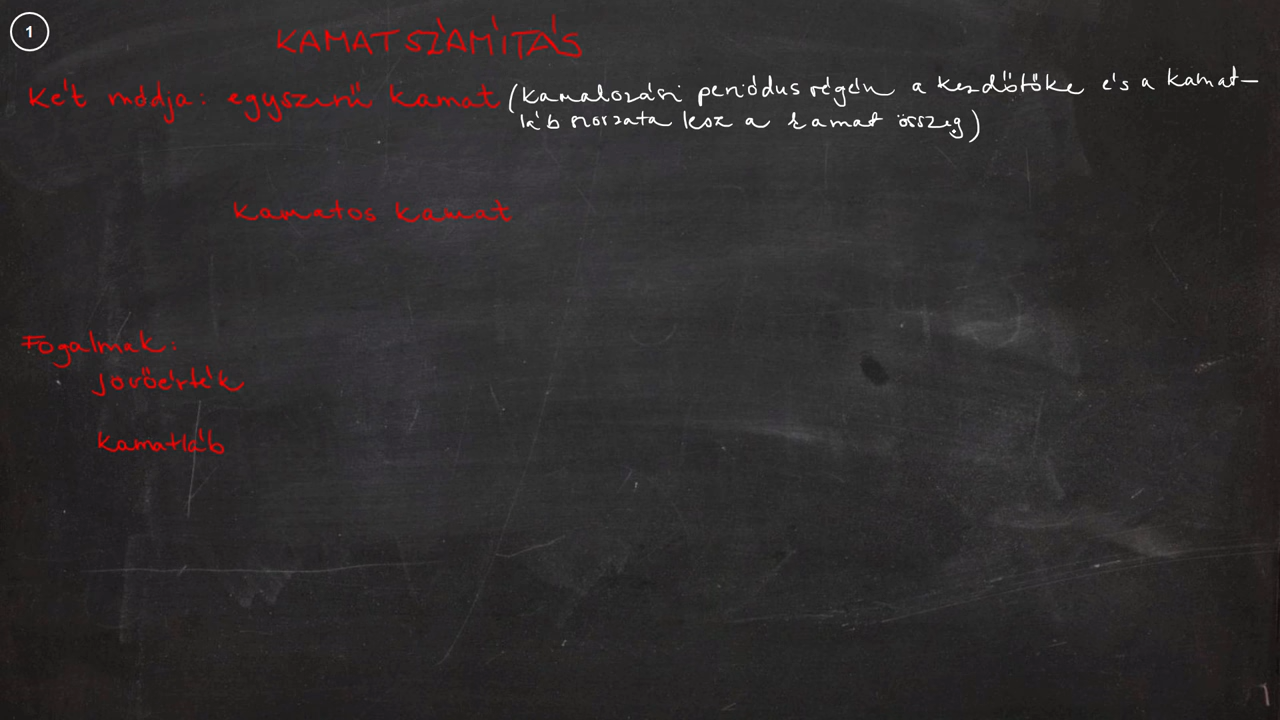 1
KAMATSZÁMÍTÁS
Két módja: egyszerű kamat (kamatozási periódus végén a kezdőtőke és a kamat-
láb szorzata lesz a kamat összeg)
kamatos kamat
Fogalmak:
jövőérték
kamatláb